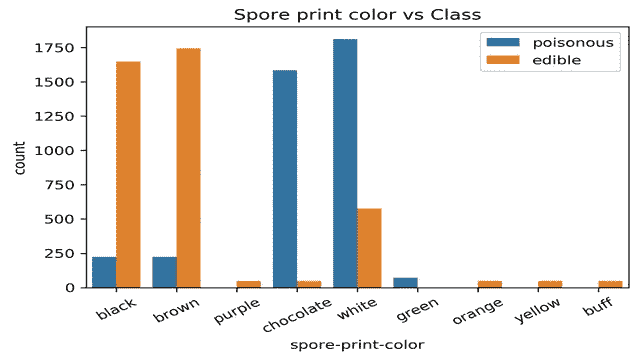 Spore print color vs Class
poisonous
edible
count
1750
1500
1250
1000
750
500
250
0
black
brown
purple
chocolate
white
green
orange
yellow
buff
spore-print-color